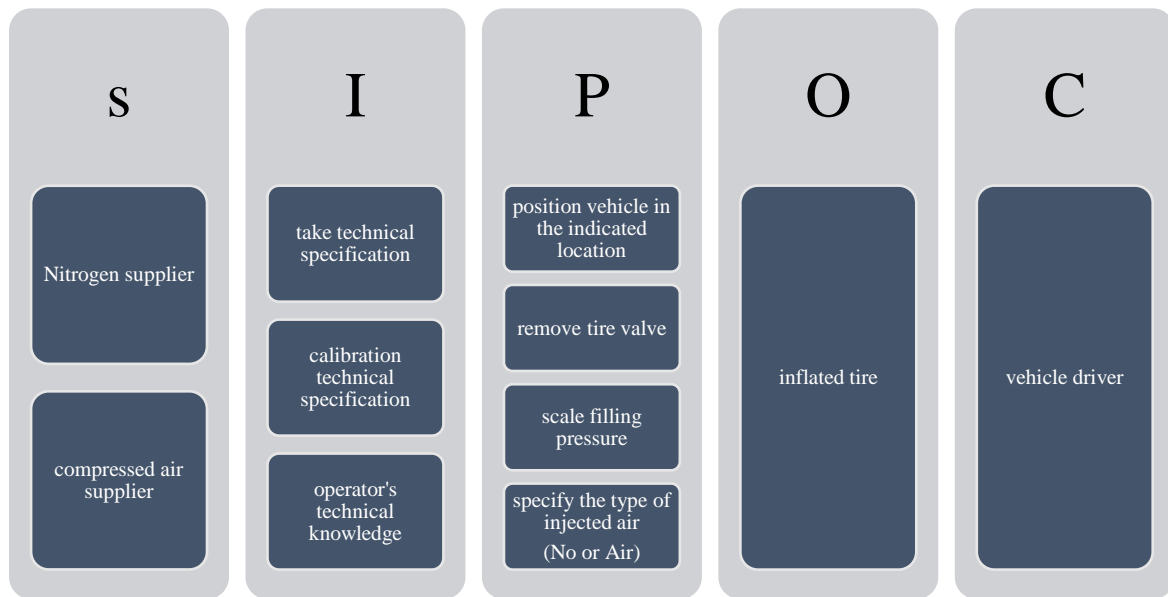 s
Nitrogen supplier
compressed air
supplier
I
take technical
specification
calibration
technical
specification
operator's
technical
knowledge
P
position vehicle in
the indicated
location
remove tire valve
scale filling
pressure
specify the type of
injected air
(No or Air)
O
inflated tire
C
vehicle driver